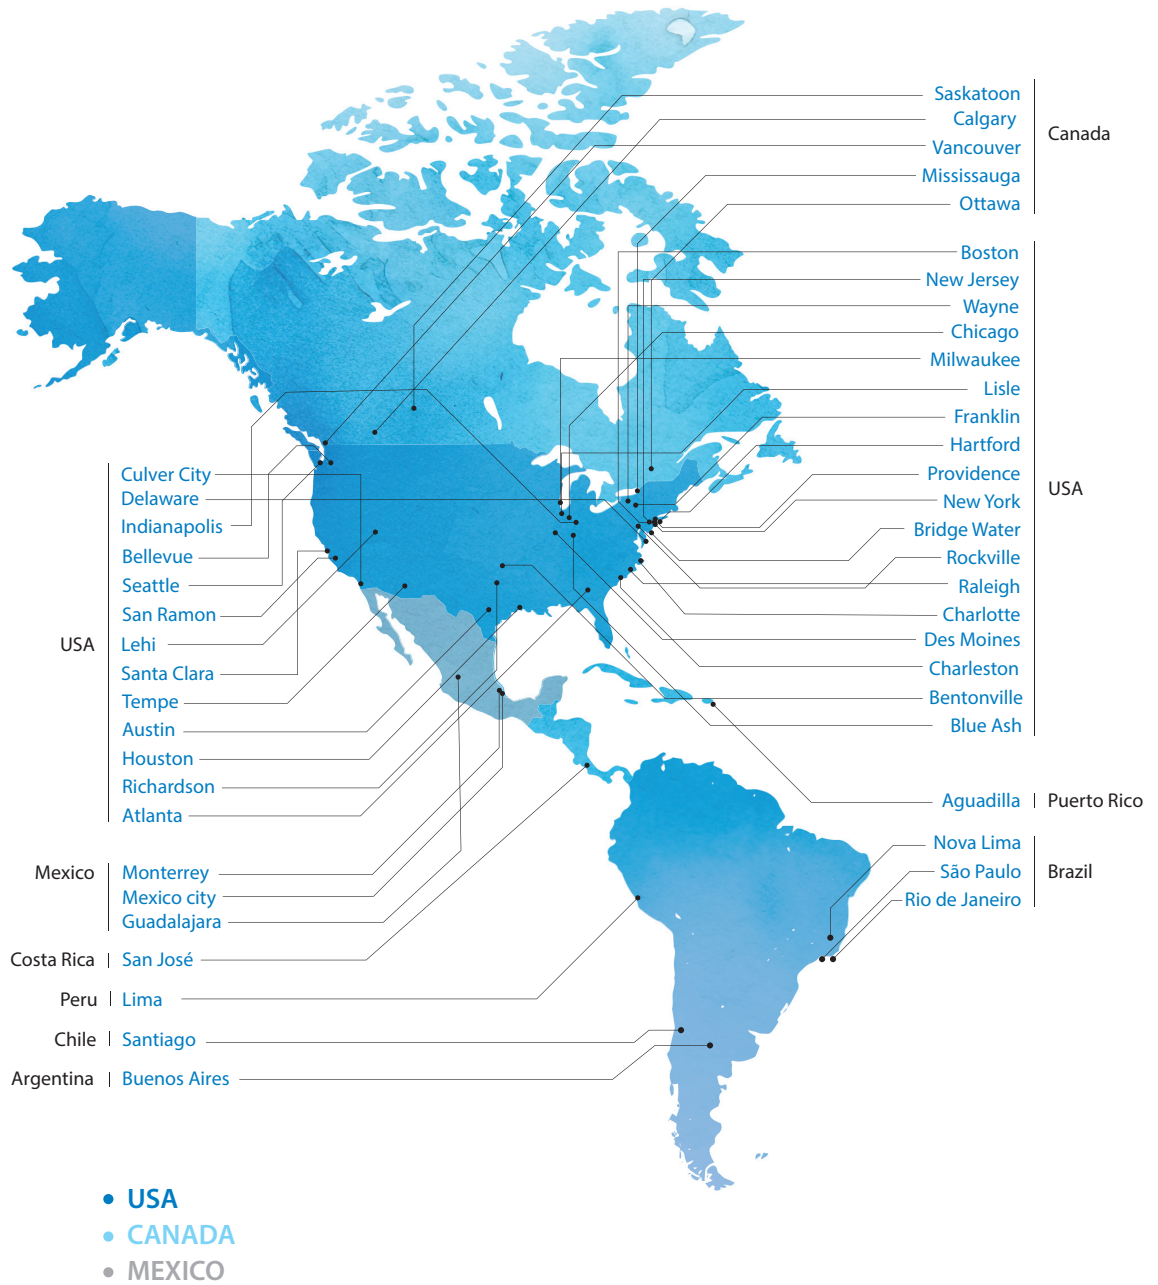 Saskatoon
Calgary
Vancouver
Mississauga
Ottawa
Canada
Boston
New Jersey
Wayne
Chicago
Milwaukee
Lisle
Franklin
Hartford
Providence
New York
Bridge Water
Rockville
Raleigh
Charlotte
Des Moines
Charleston
Bentonville
Blue Ash
USA
Aguadilla
Puerto Rico
Nova Lima
São Paulo
Rio de Janeiro
Brazil
Culver City
Delaware
Indianapolis
Bellevue
Seattle
San Ramon
Lehi
Santa Clara
Tempe
Austin
Houston
Richardson
Atlanta
USA
Mexico
Monterrey
Mexico city
Guadalajara
Costa Rica
San José
Peru
Lima
Chile
Santiago
Argentina
Buenos Aires
USA
CANADA
MEXICO